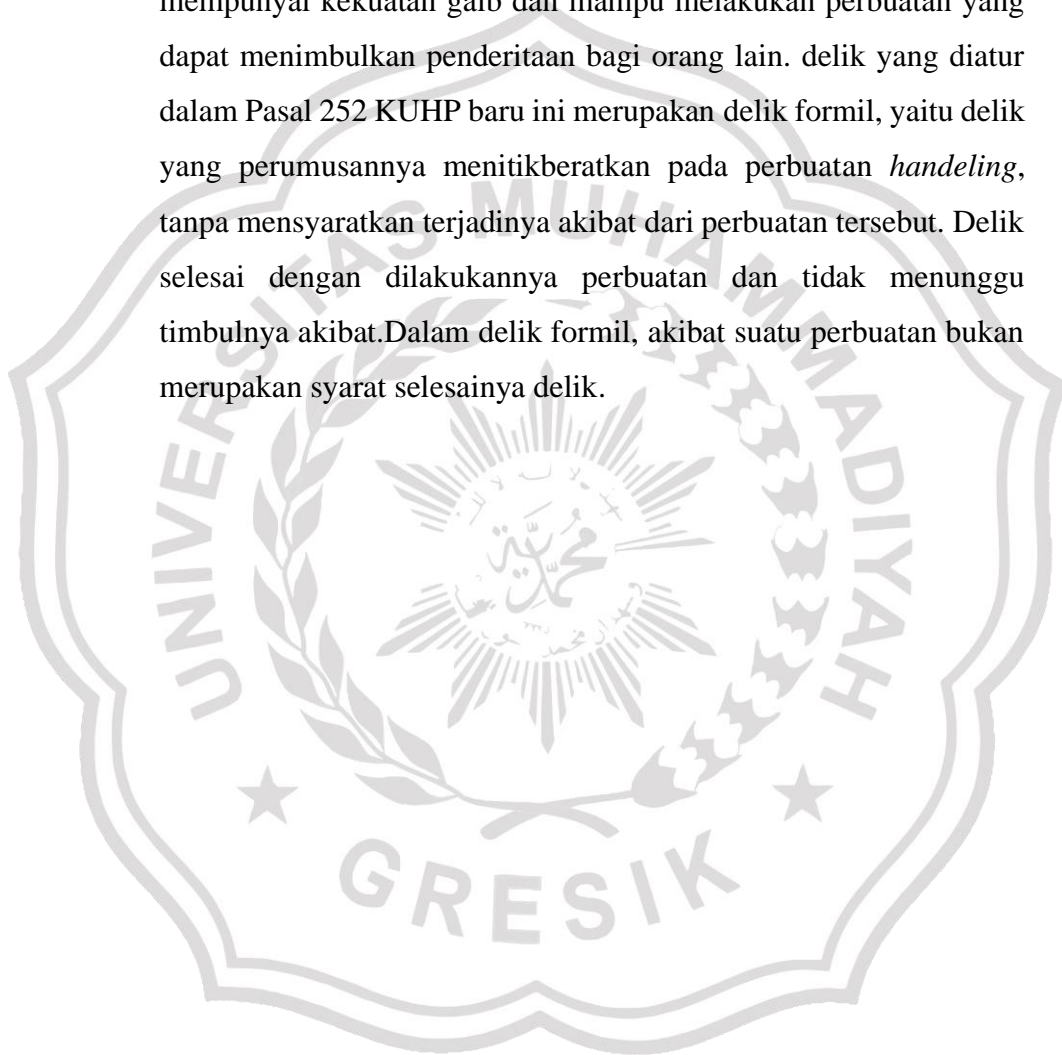 mempunyai kekuatan gaib dan mampu melakukan perbuatan yang
dapat menimbulkan penderitaan bagi orang lain. delik yang diatur
dalam Pasal 252 KUHP baru ini merupakan delik formil, yaitu delik
yang perumusannya menitikberatkan pada perbuatan handeling,
tanpa mensyaratkan terjadinya akibat dari perbuatan tersebut. Delik
selesai dengan dilakukannya perbuatan dan tidak menunggu
timbulnya akibat.Dalam delik formil, akibat suatu perbuatan bukan
merupakan syarat selesainya delik.
UNIVERSITAS MUHAMMADIYAH
GRESIK